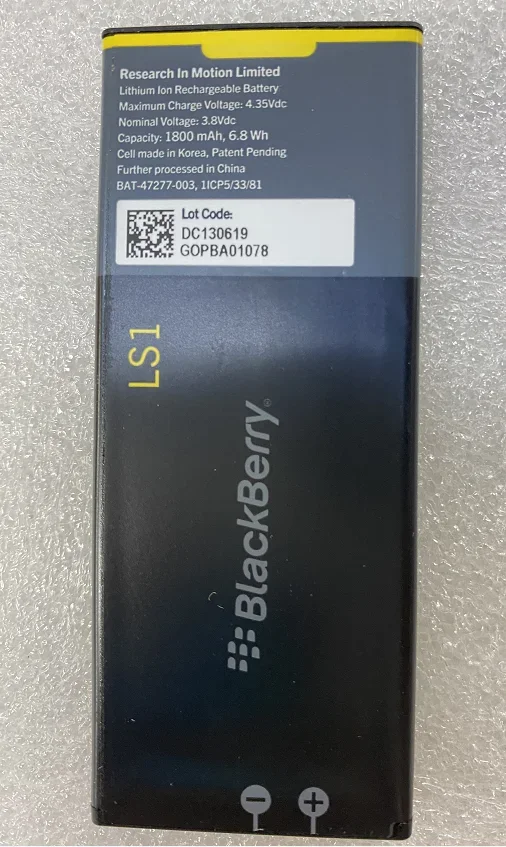 Research In Motion Limited
Lithium Ion Rechargeable Battery
Maximum Charge Voltage: 4.35Vdc
Nominal Voltage: 3.8Vdc
Capacity: 1800 mAh, 6.8 Wh
Cell made in Korea, Patent Pending
Further processed in China
BAT-47277-003, 1ICP5/33/81
Lot Code:
DC130619
GOPBA01078
LS1
BlackBerry®
- +